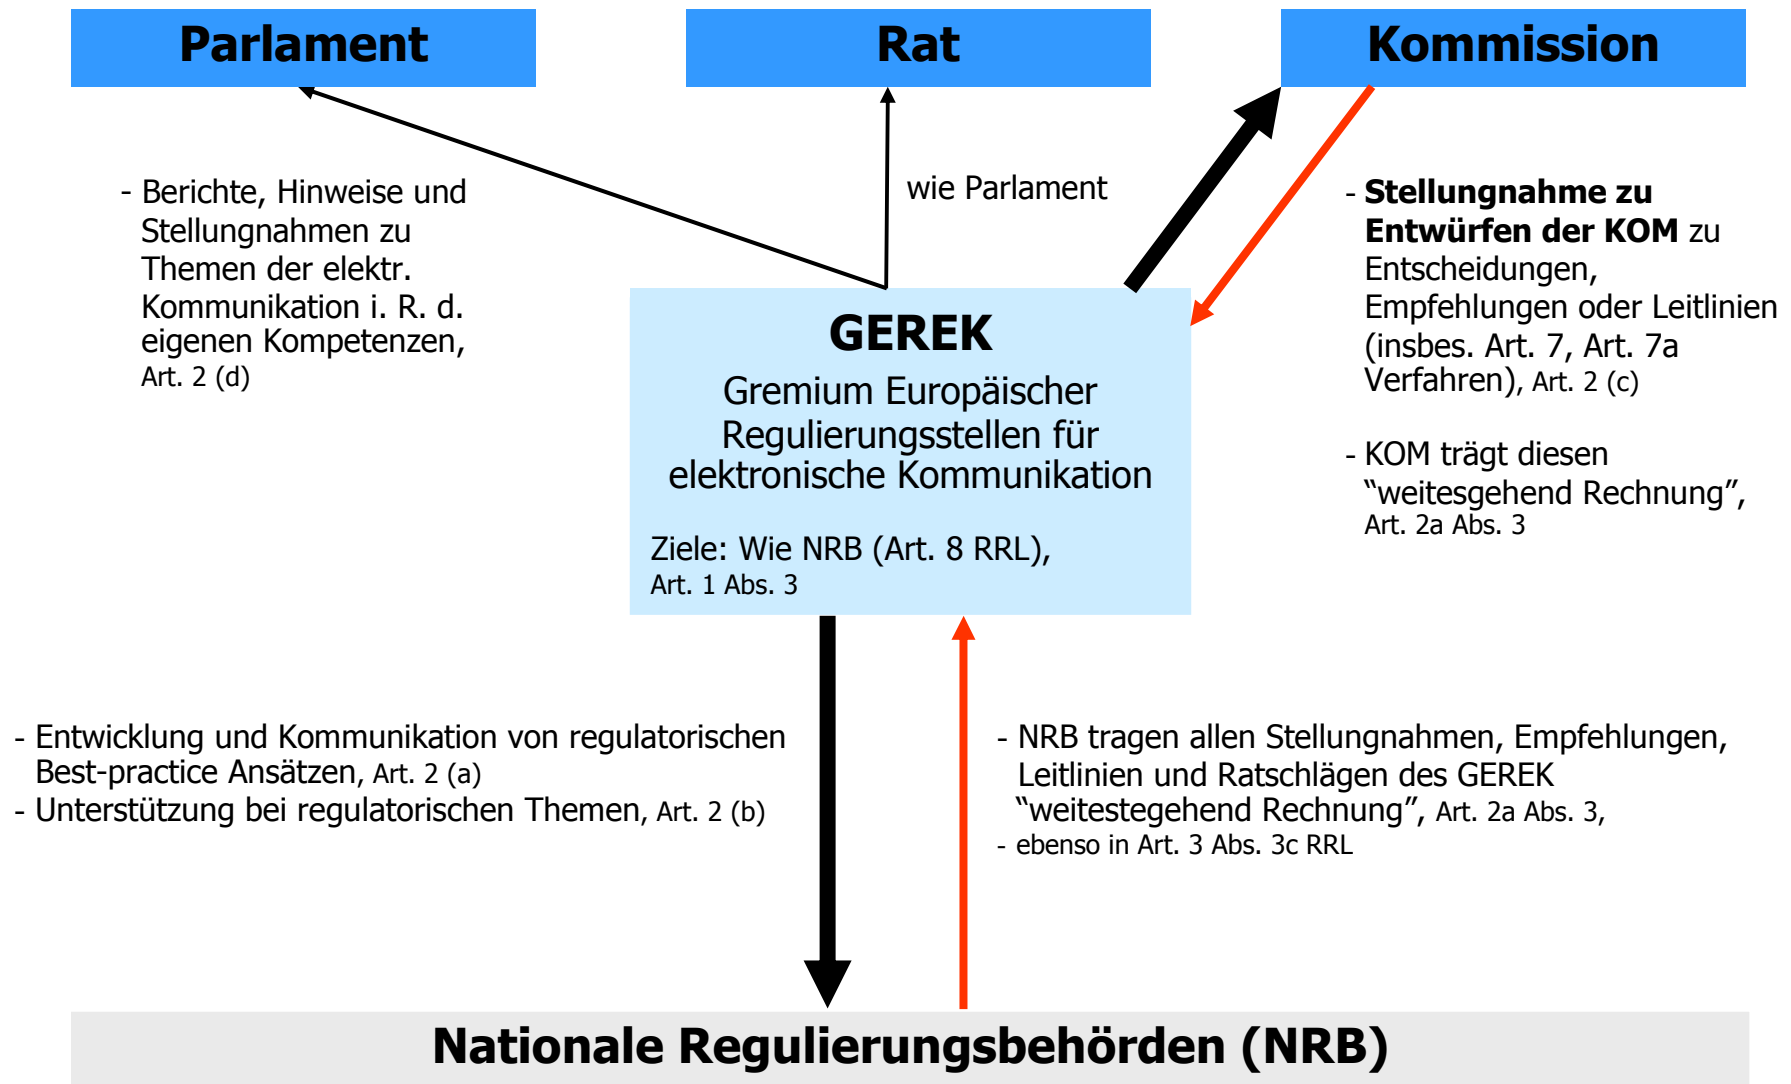 Parlament
Rat
Kommission
- Berichte, Hinweise und
Stellungnahmen zu
Themen der elektr.
Kommunikation i. R. d.
eigenen Kompetenzen,
Art. 2 (d)
wie Parlament
- Stellungnahme zu
Entwürfen der KOM zu
Entscheidungen,
Empfehlungen oder Leitlinien
(insbes. Art. 7, Art. 7a
Verfahren), Art. 2 (c)
- KOM trägt diesen
“weitesgehend Rechnung”,
Art. 2a Abs. 3
GEREK
Gremium Europäischer
Regulierungsstellen für
elektronische Kommunikation
Ziele: Wie NRB (Art. 8 RRL),
Art. 1 Abs. 3
- Entwicklung und Kommunikation von regulatorischen
Best-practice Ansätzen, Art. 2 (a)
- Unterstützung bei regulatorischen Themen, Art. 2 (b)
- NRB tragen allen Stellungnahmen, Empfehlungen,
Leitlinien und Ratschlägen des GEREK
“weitestegehend Rechnung”, Art. 2a Abs. 3,
- ebenso in Art. 3 Abs. 3c RRL
Nationale Regulierungsbehörden (NRB)